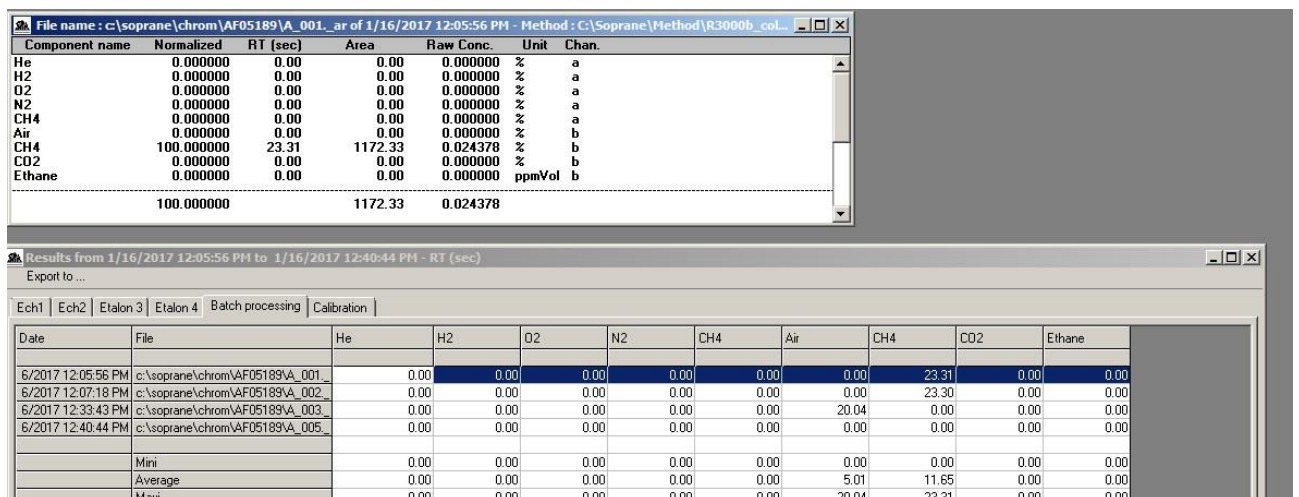 File name : c:\soprane\chrom\AF05189\A_001._ar of 1/16/2017 12:05:56 PM - Method : C:\Soprane\Method\R3000b_col...
Component name Normalized RT (sec) Area Raw Conc. Unit Chan.
He 0.000000 0.00 0.00 0.000000 % a
H2 0.000000 0.00 0.00 0.000000 % a
O2 0.000000 0.00 0.00 0.000000 % a
N2 0.000000 0.00 0.00 0.000000 % a
CH4 0.000000 0.00 0.00 0.000000 % a
Air 0.000000 0.00 0.00 0.000000 % b
CH4 100.000000 23.31 1172.33 0.024378 % b
CO2 0.000000 0.00 0.00 0.000000 % b
Ethane 0.000000 0.00 0.00 0.000000 ppmVol b
100.000000 1172.33 0.024378
Results from 1/16/2017 12:05:56 PM to 1/16/2017 12:40:44 PM - RT (sec)
Export to ...
Ech1 Ech2 Etalon 3 Etalon 4 Batch processing Calibration
Date File He H2 O2 N2 CH4 Air CH4 CO2 Ethane
6/2017 12:05:56 PM c:\soprane\chrom\AF05189\A_001._ 0.00 0.00 0.00 0.00 0.00 0.00 23.31 0.00 0.00
6/2017 12:07:18 PM c:\soprane\chrom\AF05189\A_002._ 0.00 0.00 0.00 0.00 0.00 0.00 23.30 0.00 0.00
6/2017 12:33:43 PM c:\soprane\chrom\AF05189\A_003._ 0.00 0.00 0.00 0.00 0.00 20.04 0.00 0.00 0.00
6/2017 12:40:44 PM c:\soprane\chrom\AF05189\A_005._ 0.00 0.00 0.00 0.00 0.00 0.00 0.00 0.00 0.00
Mini 0.00 0.00 0.00 0.00 0.00 0.00 0.00 0.00 0.00
Average 0.00 0.00 0.00 0.00 0.00 5.01 11.65 0.00 0.00
Maxi 0.00 0.00 0.00 0.00 0.00 20.04 23.31 0.00 0.00